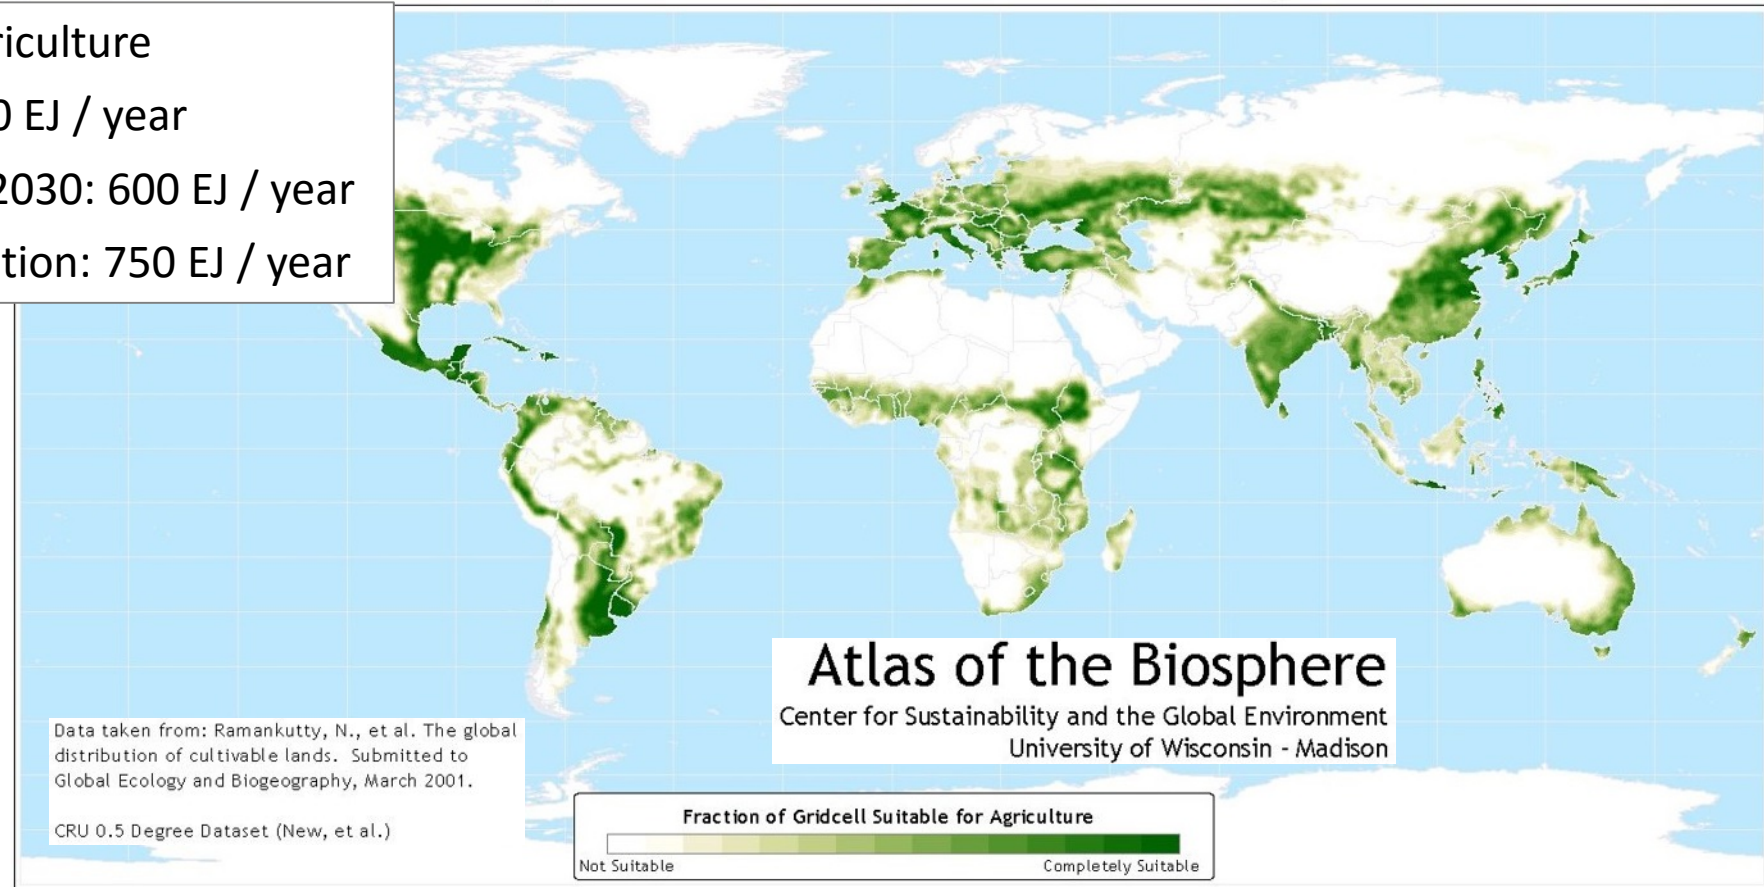 riculture
0 EJ / year
2030: 600 EJ / year
tion: 750 EJ / year
Atlas of the Biosphere
Center for Sustainability and the Global Environment
University of Wisconsin - Madison
Data taken from: Ramankutty, N., et al. The global
distribution of cultivable lands. Submitted to
Global Ecology and Biogeography, March 2001.
CRU 0.5 Degree Dataset (New, et al.)
Fraction of Gridcell Suitable for Agriculture
Not Suitable Completely Suitable